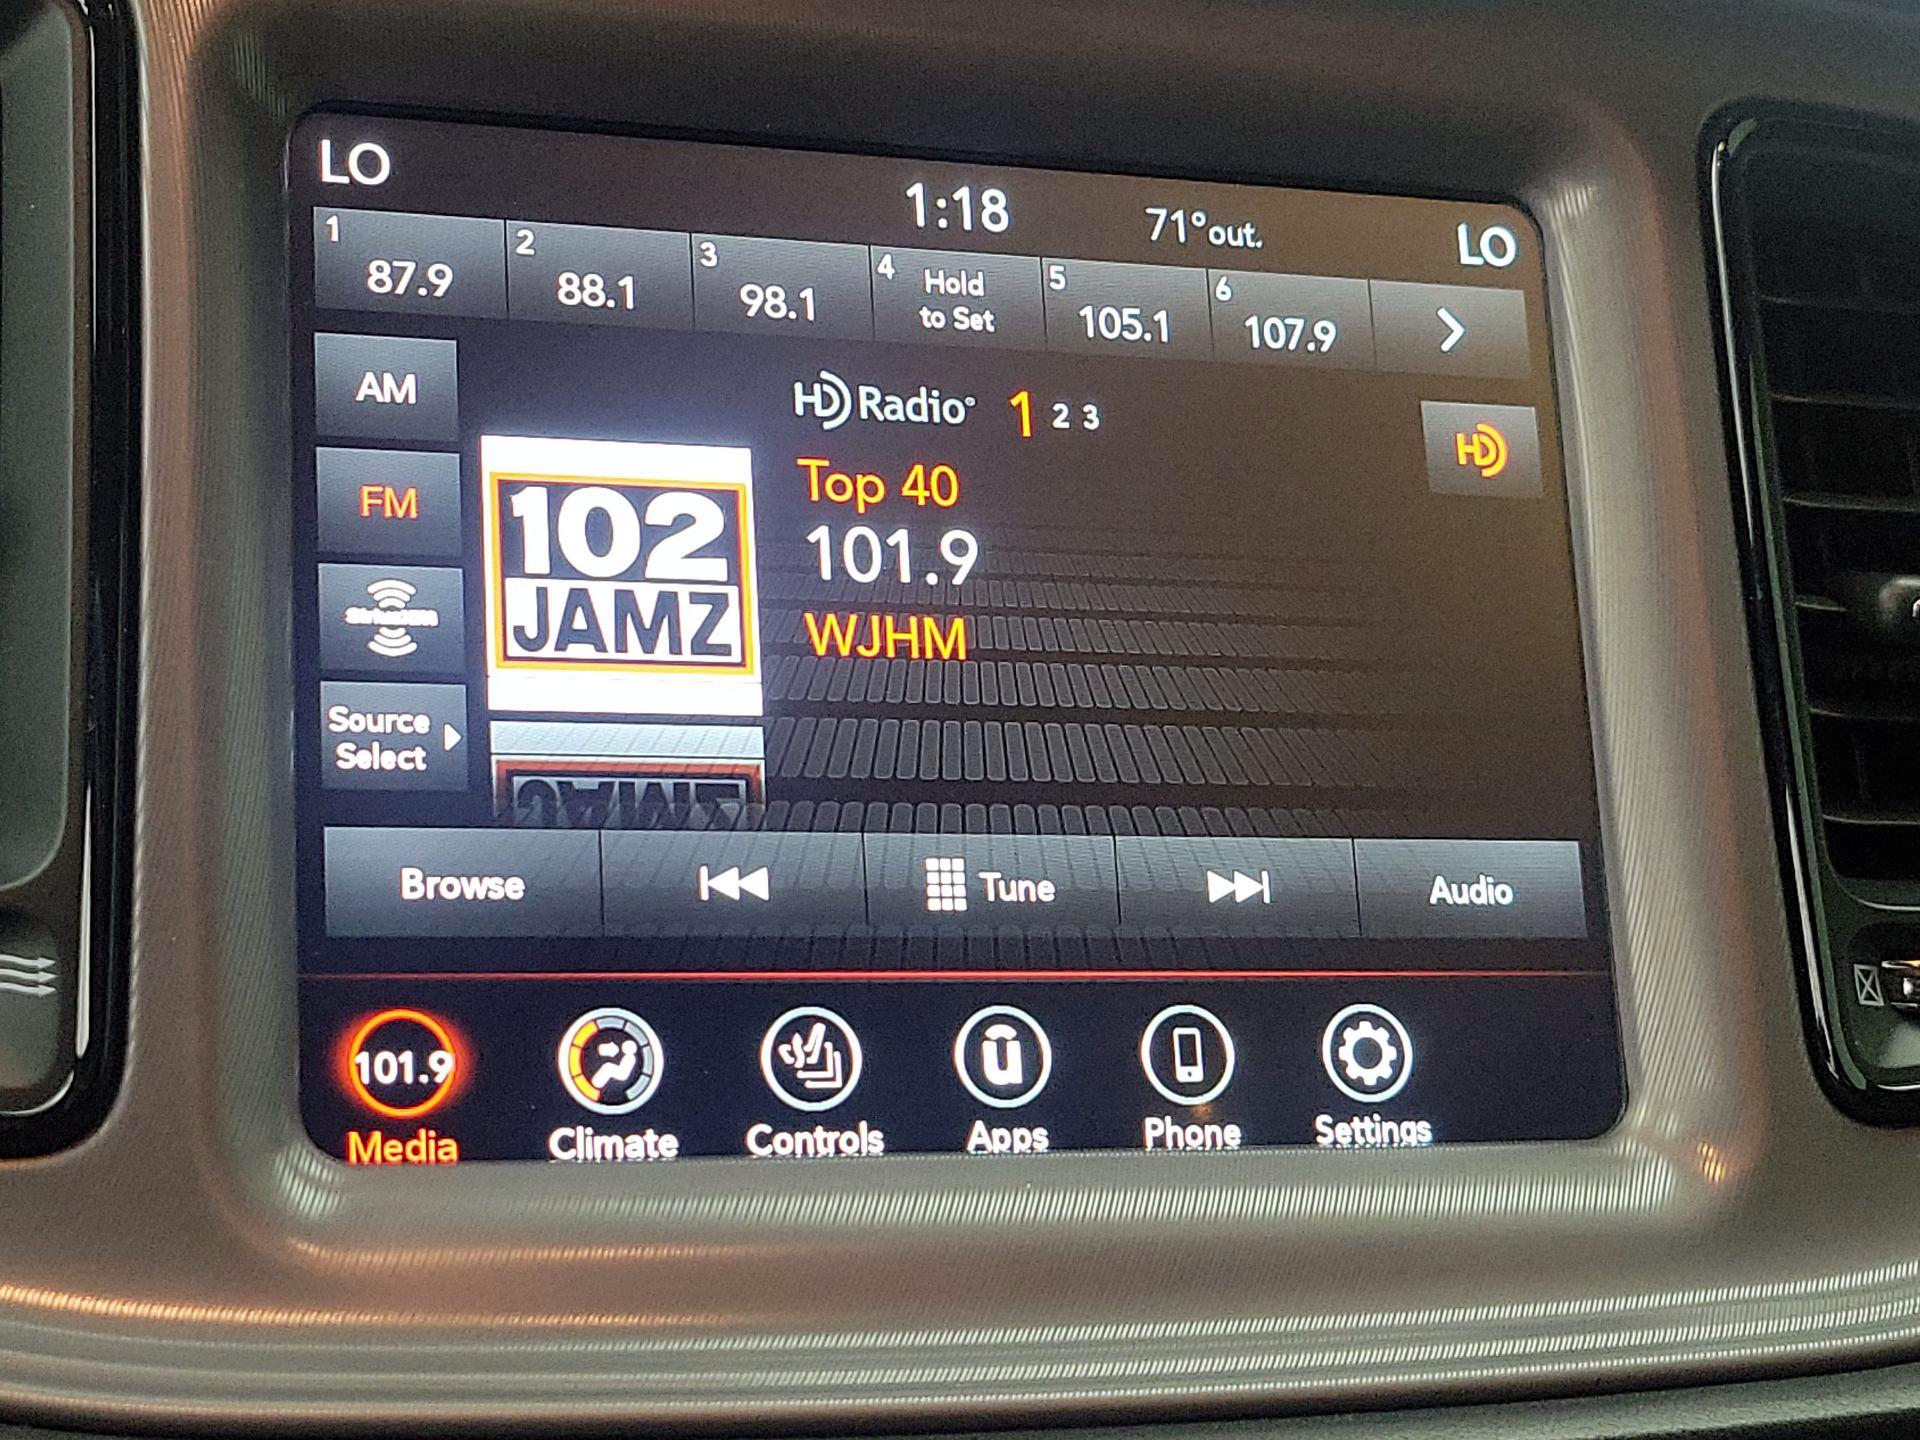 LO
1:18
71°out.
LO
1
87.9
2
88.1
3
98.1
4
Hold
to Set
5
105.1
6
107.9
AM
FM
Source
Select
HD Radio®
1 2 3
HD
102
JAMZ
Top 40
101.9
WJHM
Browse
Tune
Audio
101.9
Media
Climate
Controls
u
Apps
Phone
Settings